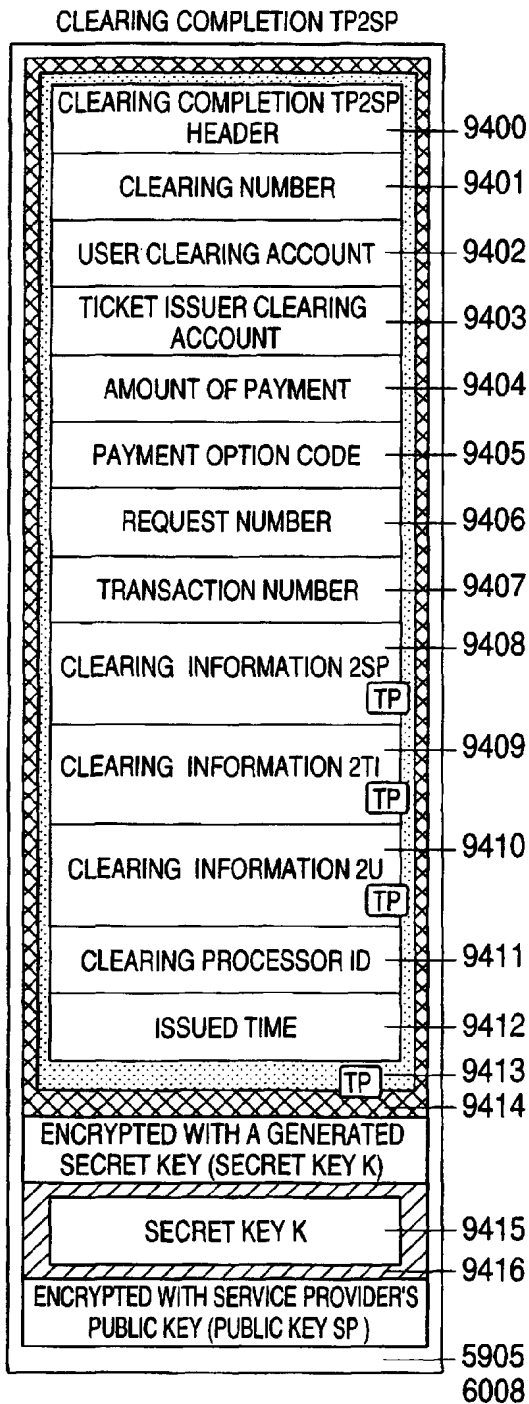 CLEARING COMPLETION TP2SP
CLEARING COMPLETION TP2SP
HEADER
9400
CLEARING NUMBER
9401
USER CLEARING ACCOUNT
9402
TICKET ISSUER CLEARING
ACCOUNT
9403
AMOUNT OF PAYMENT
9404
PAYMENT OPTION CODE
9405
REQUEST NUMBER
9406
TRANSACTION NUMBER
9407
CLEARING INFORMATION 2SP
TP
9408
CLEARING INFORMATION 2TI
TP
9409
CLEARING INFORMATION 2U
TP
9410
CLEARING PROCESSOR ID
9411
ISSUED TIME
9412
TP
9413
9414
ENCRYPTED WITH A GENERATED
SECRET KEY (SECRET KEY K)
SECRET KEY K
9415
9416
ENCRYPTED WITH SERVICE PROVIDER'S
PUBLIC KEY (PUBLIC KEY SP )
5905
6008